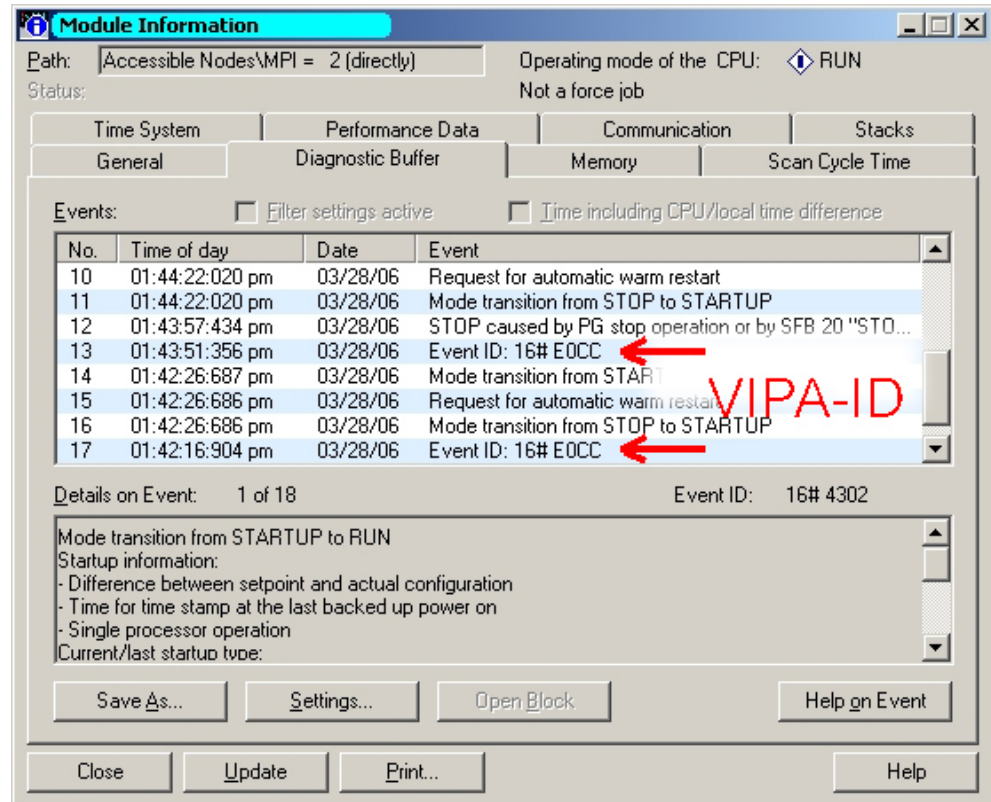 Module Information
Path: Accessible Nodes\MPI = 2 (directly) Operating mode of the CPU: RUN
Status: Not a force job
Time System Performance Data Communication Stacks
General Diagnostic Buffer Memory Scan Cycle Time
Events: Filter settings active Time including CPU/local time difference
No. Time of day Date Event
10 01:44:22:020 pm 03/28/06 Request for automatic warm restart
11 01:44:22:020 pm 03/28/06 Mode transition from STOP to STARTUP
12 01:43:57:434 pm 03/28/06 STOP caused by PG stop operation or by SFB 20 "STO...
13 01:43:51:356 pm 03/28/06 Event ID: 16# E0CC
14 01:42:26:687 pm 03/28/06 Mode transition from START
15 01:42:26:686 pm 03/28/06 Request for automatic warm restart
VIPA-ID
16 01:42:26:686 pm 03/28/06 Mode transition from STOP to STARTUP
17 01:42:16:904 pm 03/28/06 Event ID: 16# E0CC
Details on Event: 1 of 18 Event ID: 16# 4302
Mode transition from STARTUP to RUN
Startup information:
- Difference between setpoint and actual configuration
- Time for time stamp at the last backed up power on
- Single processor operation
Current/last startup type:
Save As... Settings... Open Block Help on Event
Close Update Print... Help